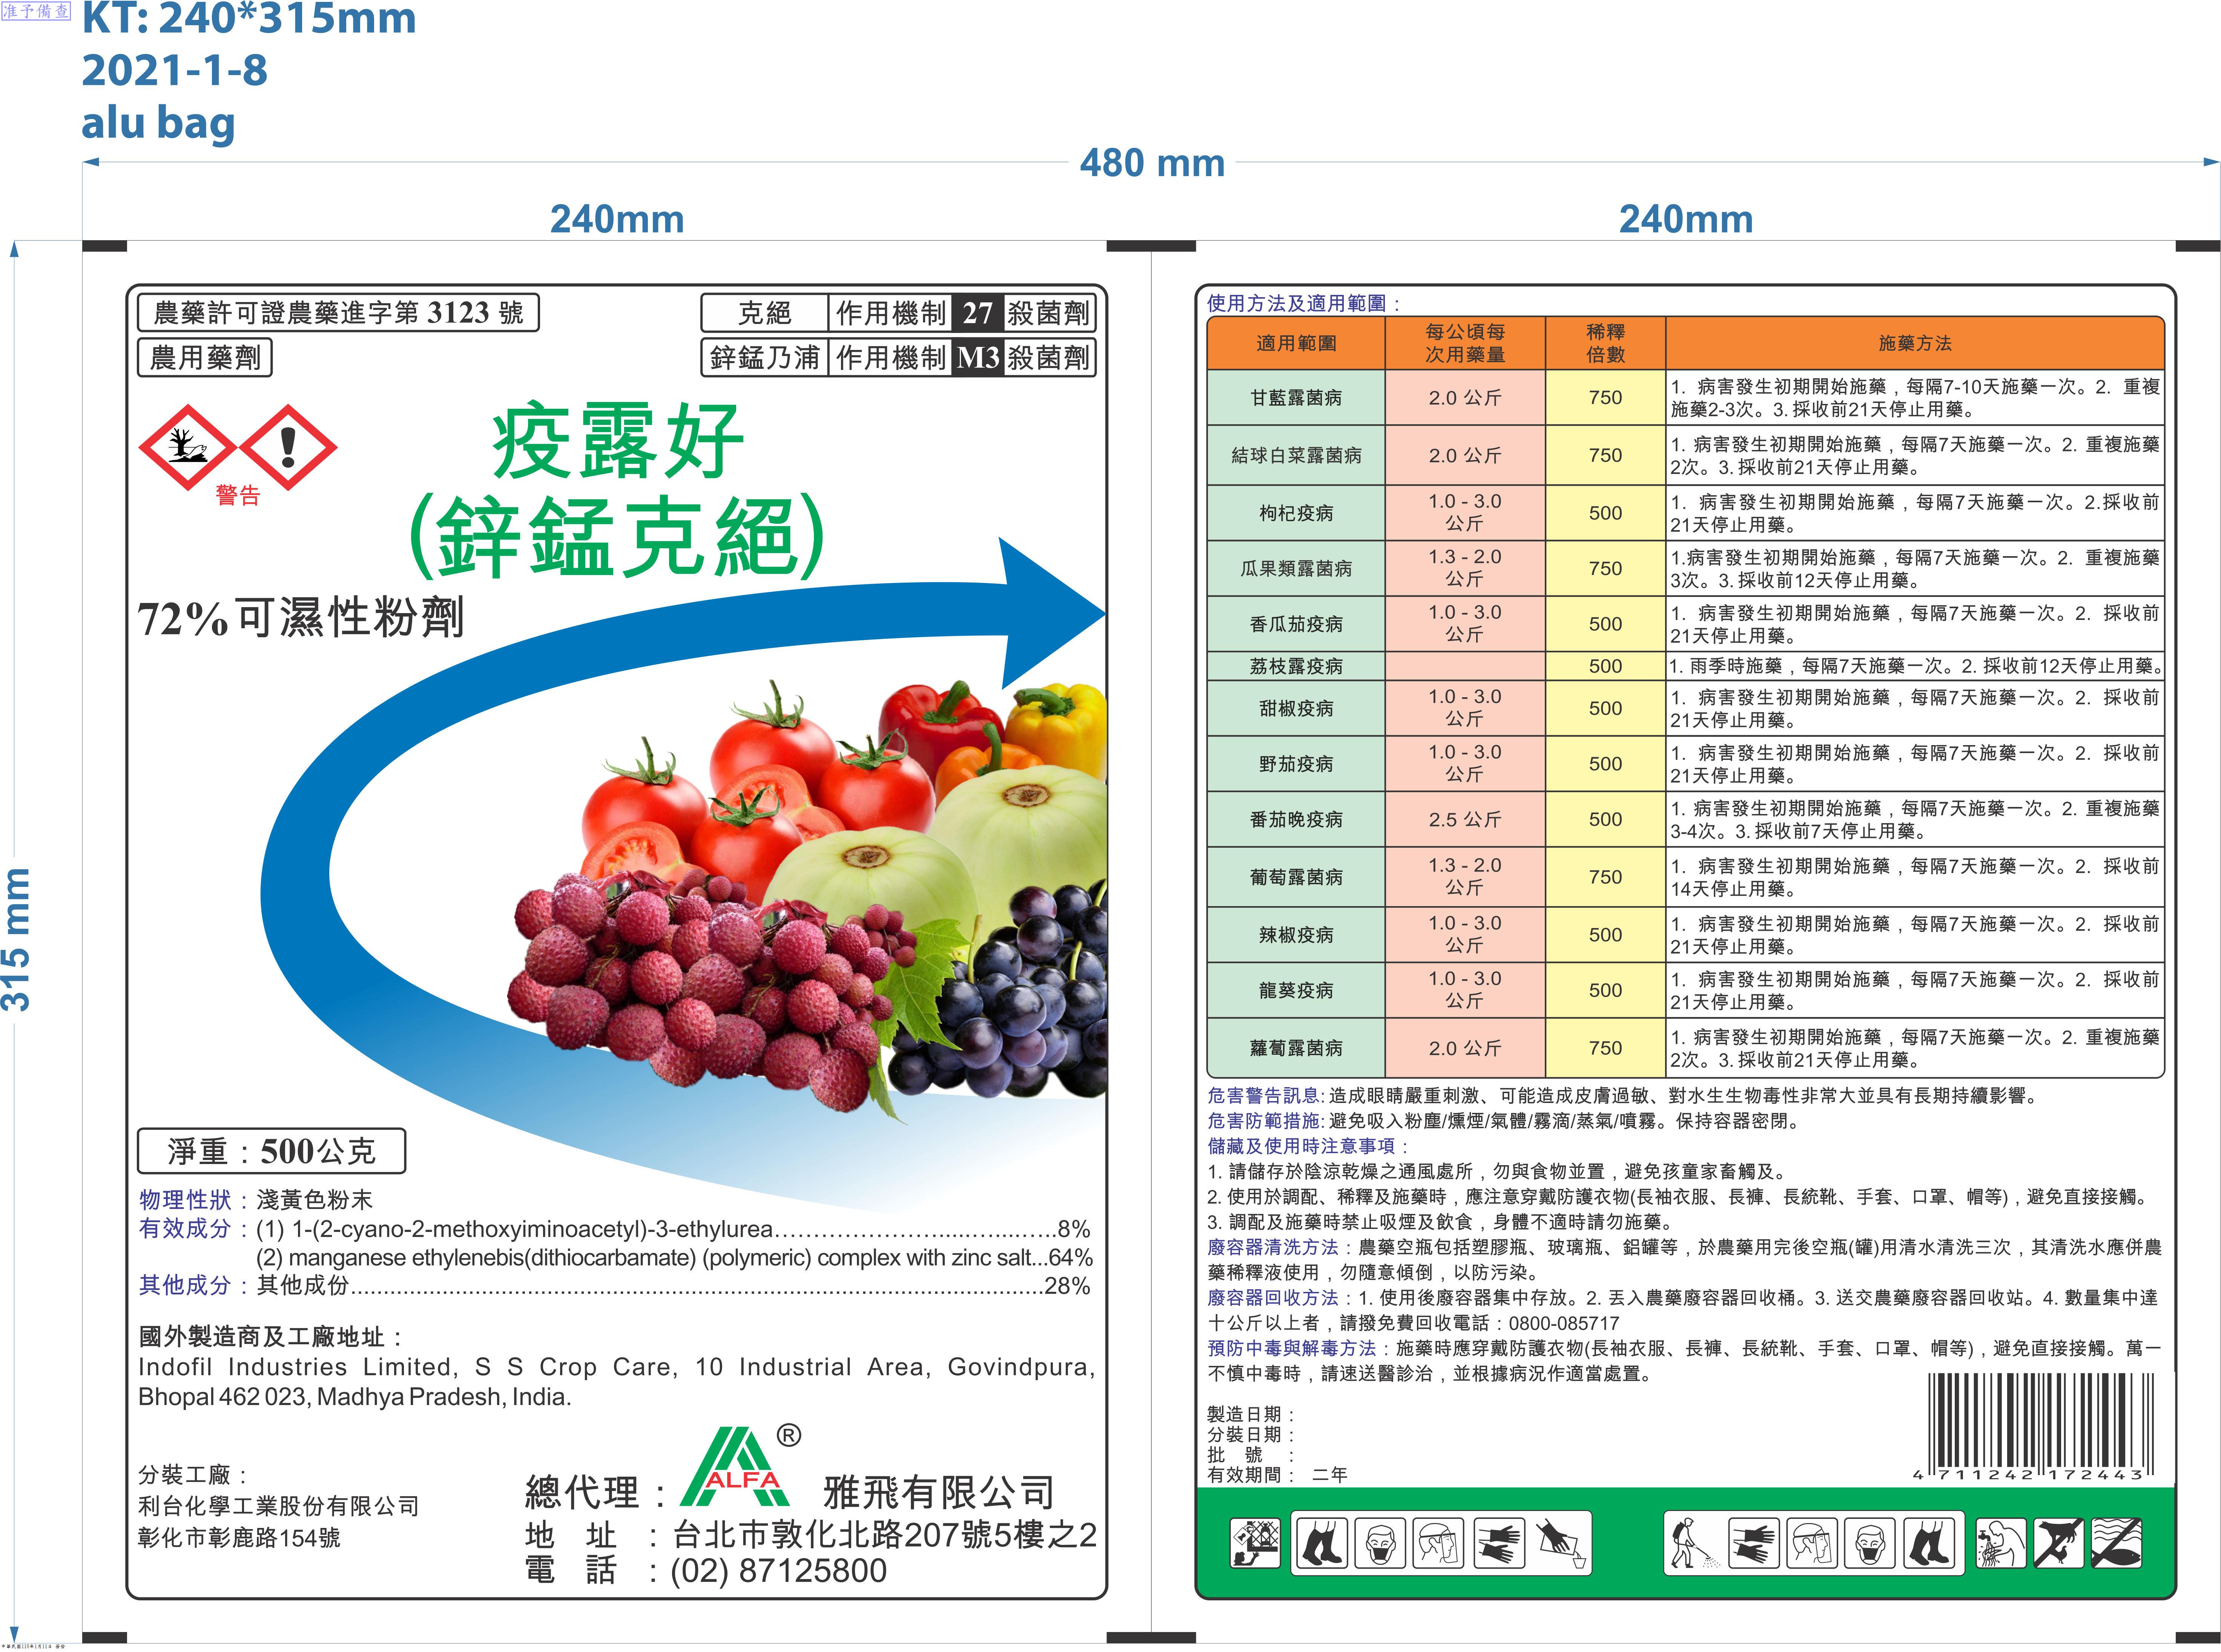 准予備查
KT: 240*315mm
2021-1-8
alu bag
480 mm
240mm
240mm
315 mm
農藥許可證農藥進字第 3123 號
農用藥劑
克絕 作用機制 27 殺菌劑
鋅錳乃浦 作用機制 M3 殺菌劑
警告
疫露好
(鋅錳克絕)
72%可濕性粉劑
淨重：500公克
物理性狀：淺黃色粉末
有效成分：(1) 1-(2-cyano-2-methoxyiminoacetyl)-3-ethylurea................................8%
(2) manganese ethylenebis(dithiocarbamate) (polymeric) complex with zinc salt...64%
其他成分：其他成份........................................................................................................28%
國外製造商及工廠地址：
Indofil Industries Limited, S S Crop Care, 10 Industrial Area, Govindpura,
Bhopal 462 023, Madhya Pradesh, India.
分裝工廠：
利台化學工業股份有限公司
彰化市彰鹿路154號
總代理：ALFA ® 雅飛有限公司
地 址：台北市敦化北路207號5樓之2
電 話：(02) 87125800
使用方法及適用範圍：
適用範圍 每公頃每次用藥量 稀釋倍數 施藥方法
甘藍露菌病 2.0 公斤 750 1. 病害發生初期開始施藥，每隔7-10天施藥一次。2. 重複
施藥2-3次。3. 採收前21天停止用藥。
結球白菜露菌病 2.0 公斤 750 1. 病害發生初期開始施藥，每隔7天施藥一次。2. 重複施藥
2次。3. 採收前21天停止用藥。
枸杞疫病 1.0 - 3.0 公斤 500 1. 病害發生初期開始施藥，每隔7天施藥一次。2.採收前
21天停止用藥。
瓜果類露菌病 1.3 - 2.0 公斤 750 1.病害發生初期開始施藥，每隔7天施藥一次。2. 重複施藥
3次。3. 採收前12天停止用藥。
香瓜茄疫病 1.0 - 3.0 公斤 500 1. 病害發生初期開始施藥，每隔7天施藥一次。2. 採收前
21天停止用藥。
荔枝露疫病 500 1. 雨季時施藥，每隔7天施藥一次。2. 採收前12天停止用藥。
甜椒疫病 1.0 - 3.0 公斤 500 1. 病害發生初期開始施藥，每隔7天施藥一次。2. 採收前
21天停止用藥。
野茄疫病 1.0 - 3.0 公斤 500 1. 病害發生初期開始施藥，每隔7天施藥一次。2. 採收前
21天停止用藥。
番茄晚疫病 2.5 公斤 500 1. 病害發生初期開始施藥，每隔7天施藥一次。2. 重複施藥
3-4次。3. 採收前7天停止用藥。
葡萄露菌病 1.3 - 2.0 公斤 750 1. 病害發生初期開始施藥，每隔7天施藥一次。2. 採收前
14天停止用藥。
辣椒疫病 1.0 - 3.0 公斤 500 1. 病害發生初期開始施藥，每隔7天施藥一次。2. 採收前
21天停止用藥。
龍葵疫病 1.0 - 3.0 公斤 500 1. 病害發生初期開始施藥，每隔7天施藥一次。2. 採收前
21天停止用藥。
蘿蔔露菌病 2.0 公斤 750 1. 病害發生初期開始施藥，每隔7天施藥一次。2. 重複施藥
2次。3. 採收前21天停止用藥。
危害警告訊息: 造成眼睛嚴重刺激、可能造成皮膚過敏、對水生生物毒性非常大並具有長期持續影響。
危害防範措施: 避免吸入粉塵/燻煙/氣體/霧滴/蒸氣/噴霧。保持容器密閉。
儲藏及使用時注意事項：
1. 請儲存於陰涼乾燥之通風處所，勿與食物並置，避免孩童家畜觸及。
2. 使用於調配、稀釋及施藥時，應注意穿戴防護衣物(長袖衣服、長褲、長統靴、手套、口罩、帽等)，避免直接接觸。
3. 調配及施藥時禁止吸煙及飲食，身體不適時請勿施藥。
廢容器清洗方法：農藥空瓶包括塑膠瓶、玻璃瓶、鋁罐等，於農藥用完後空瓶(罐)用清水清洗三次，其清洗水應併農
藥稀釋液使用，勿隨意傾倒，以防污染。
廢容器回收方法：1. 使用後廢容器集中存放。2. 丟入農藥廢容器回收桶。3. 送交農藥廢容器回收站。4. 數量集中達
十公斤以上者，請撥免費回收電話：0800-085717
預防中毒與解毒方法：施藥時應穿戴防護衣物(長袖衣服、長褲、長統靴、手套、口罩、帽等)，避免直接接觸。萬一
不慎中毒時，請速送醫診治，並根據病況作適當處置。
製造日期：
分裝日期：
批 號：
有效期間： 二年
4 711242 172443